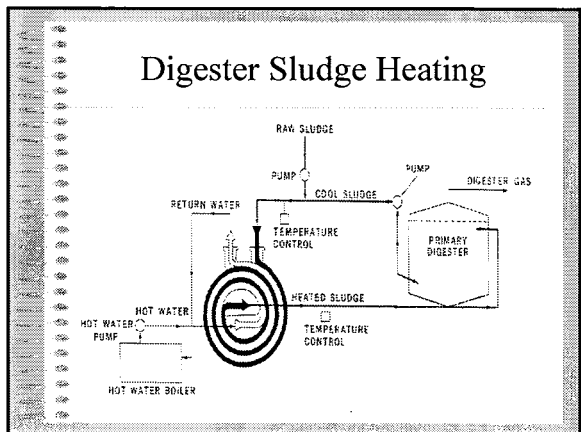 Digester Sludge Heating
RAW SLUDGE
PUMP
PUMP
DIGESTER GAS
COOL SLUDGE
RETURN WATER
TEMPERATURE
CONTROL
PRIMARY
DIGESTER
HEATED SLUDGE
HOT WATER
HOT WATER
PUMP
TEMPERATURE
CONTROL
HOT WATER BOILER